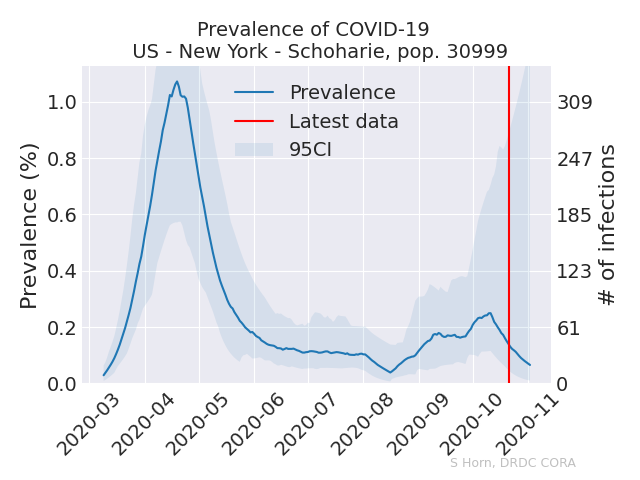 Prevalence of COVID-19
US - New York - Schoharie, pop. 30999
Prevalence
Latest data
95CI
Prevalence (%)
1.0
0.8
0.6
0.4
0.2
0.0
309
247
185
123
61
0
# of infections
2020-03
2020-04
2020-05
2020-06
2020-07
2020-08
2020-09
2020-10
2020-11
S Horn, DRDC CORA